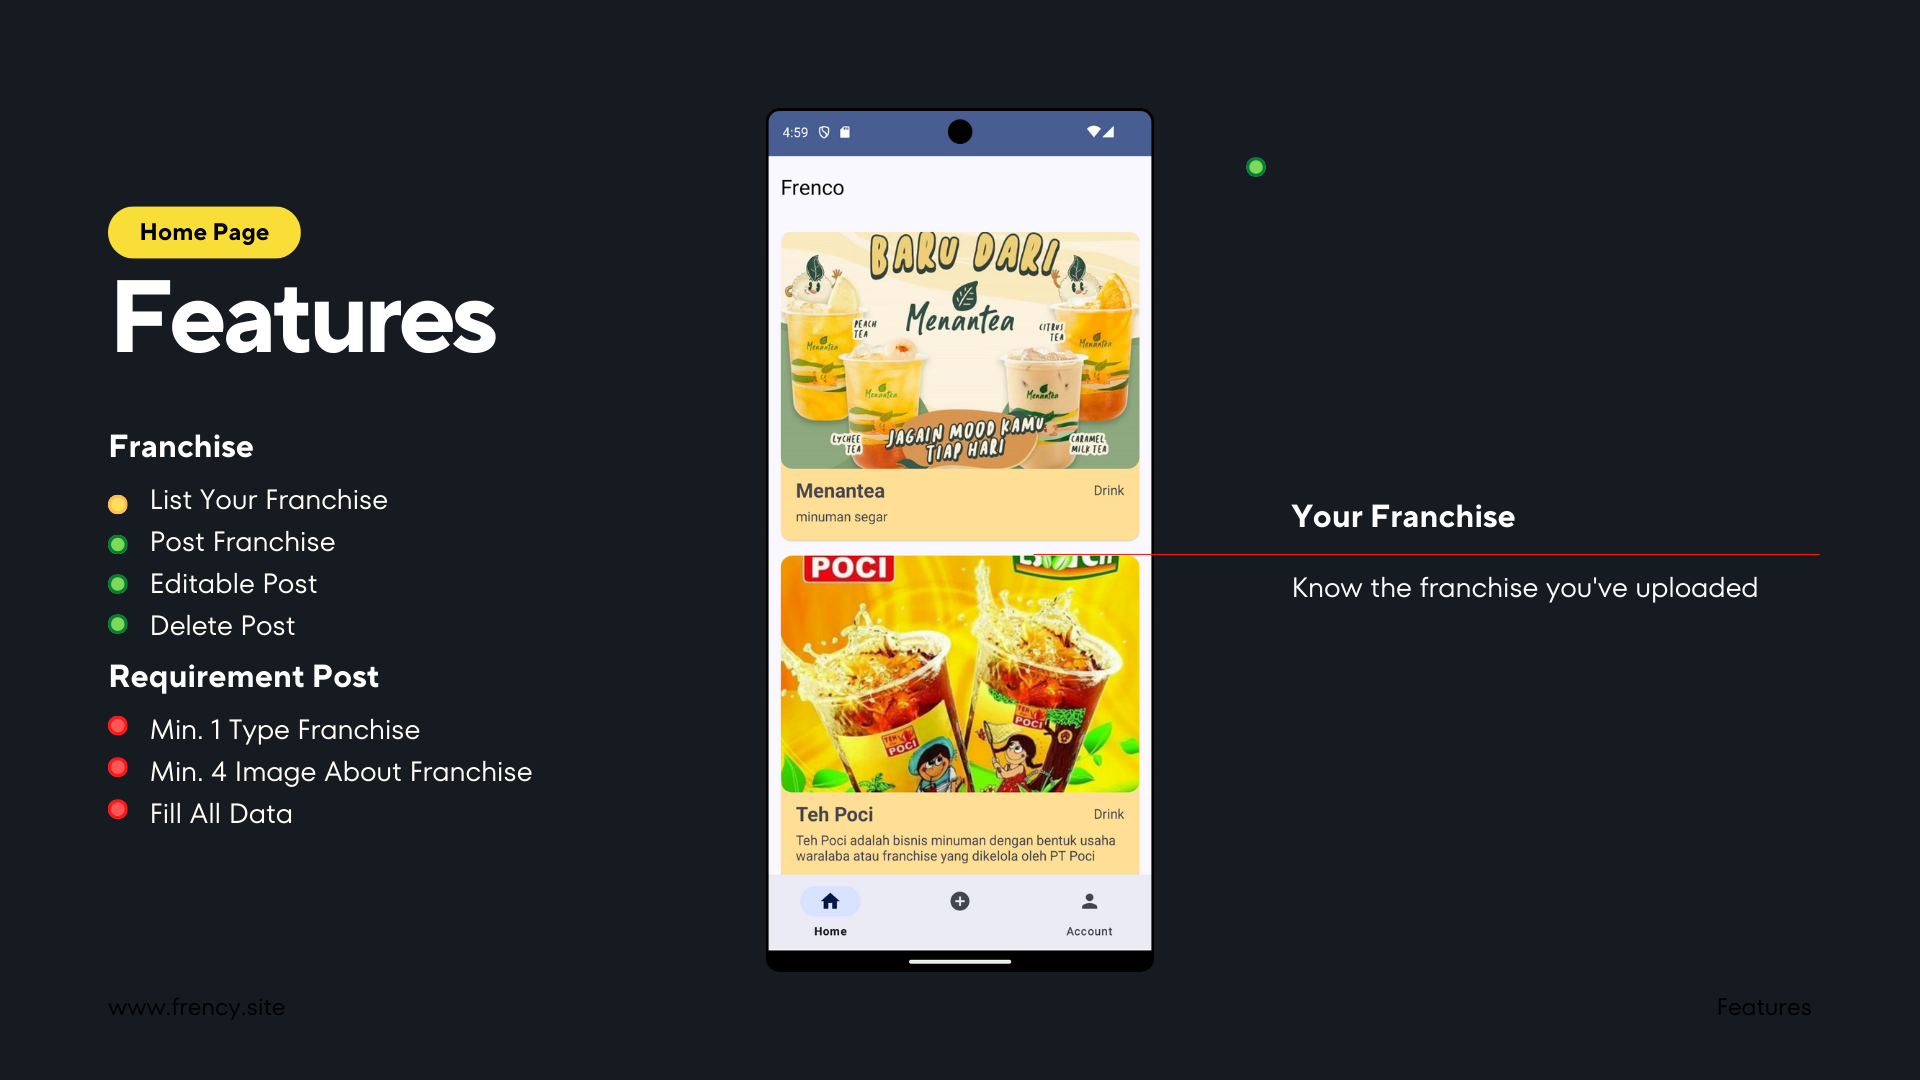 Home Page
Features
Franchise
List Your Franchise
Post Franchise
Editable Post
Delete Post
Requirement Post
Min. 1 Type Franchise
Min. 4 Image About Franchise
Fill All Data
www.frency.site
4:59
Frenco
BARU DARI
Menantea
PEACH
TEA
CITRUS
TEA
Menantea
Menantea
Menantea
Menantea
LYCHEE
TEA
JAGAIN MOOD KAMU
TIAP HARI
CARAMEL
MILK TEA
Menantea
Drink
minuman segar
POCI
TEH
POCI
POCI
Teh Poci
Drink
Teh Poci adalah bisnis minuman dengan bentuk usaha
waralaba atau franchise yang dikelola oleh PT Poci
Home
Account
Your Franchise
Know the franchise you've uploaded
Features